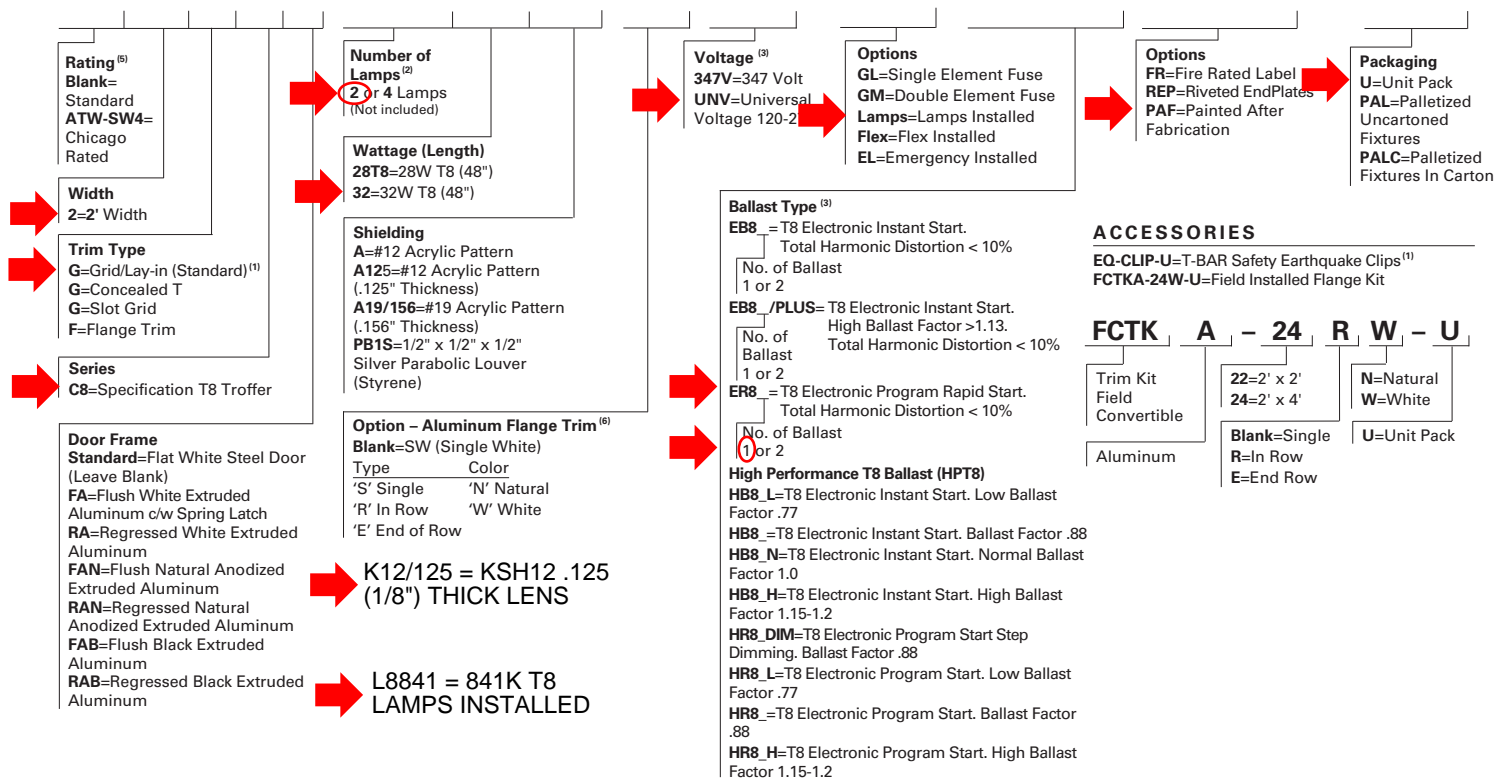 Rating (5)
Blank=
Standard
ATW-SW4=
Chicago
Rated
Width
2=2' Width
Trim Type
G=Grid/Lay-in (Standard)(1)
G=Concealed T
G=Slot Grid
F=Flange Trim
Series
C8=Specification T8 Troffer
Door Frame
Standard=Flat White Steel Door
(Leave Blank)
FA=Flush White Extruded
Aluminum c/w Spring Latch
RA=Regressed White Extruded
Aluminum
FAN=Flush Natural Anodized
Extruded Aluminum
RAN=Regressed Natural
Anodized Extruded Aluminum
FAB=Flush Black Extruded
Aluminum
RAB=Regressed Black Extruded
Aluminum
Number of
Lamps(2)
2 or 4 Lamps
(Not included)
Wattage (Length)
28T8=28W T8 (48")
32=32W T8 (48")
Shielding
A=#12 Acrylic Pattern
A125=#12 Acrylic Pattern
(.125" Thickness)
A19/156=#19 Acrylic Pattern
(.156" Thickness)
PB1S=1/2" x 1/2" x 1/2"
Silver Parabolic Louver
(Styrene)
Option – Aluminum Flange Trim(6)
Blank=SW (Single White)
Type Color
'S' Single 'N' Natural
'R' In Row 'W' White
'E' End of Row
K12/125 = KSH12 .125
(1/8") THICK LENS
L8841 = 841K T8
LAMPS INSTALLED
Voltage (3)
347V=347 Volt
UNV=Universal
Voltage 120-2
Options
GL=Single Element Fuse
GM=Double Element Fuse
Lamps=Lamps Installed
Flex=Flex Installed
EL=Emergency Installed
Ballast Type (3)
EB8_=T8 Electronic Instant Start.
Total Harmonic Distortion < 10%
No. of Ballast
1 or 2
EB8_/PLUS= T8 Electronic Instant Start.
High Ballast Factor >1.13.
Total Harmonic Distortion < 10%
No. of
Ballast
1 or 2
ER8_=T8 Electronic Program Rapid Start.
Total Harmonic Distortion < 10%
No. of Ballast
1 or 2
High Performance T8 Ballast (HPT8)
HB8_L=T8 Electronic Instant Start. Low Ballast
Factor .77
HB8_=T8 Electronic Instant Start. Ballast Factor .88
HB8_N=T8 Electronic Instant Start. Normal Ballast
Factor 1.0
HB8_H=T8 Electronic Instant Start. High Ballast
Factor 1.15-1.2
HR8_DIM=T8 Electronic Program Start Step
Dimming. Ballast Factor .88
HR8_L=T8 Electronic Program Start. Low Ballast
Factor .77
HR8_=T8 Electronic Program Start. Ballast Factor
.88
HR8_H=T8 Electronic Program Start. High Ballast
Factor 1.15-1.2
Options
FR=Fire Rated Label
REP=Riveted EndPlates
PAF=Painted After
Fabrication
Packaging
U=Unit Pack
PAL=Palletized
Uncartoned
Fixtures
PALC=Palletized
Fixtures In Carton
ACCESSORIES
EQ-CLIP-U=T-BAR Safety Earthquake Clips(1)
FCTKA-24W-U=Field Installed Flange Kit
FCTK A – 24 R W – U
Trim Kit
Field
Convertible
Aluminum
22=2' x 2'
24=2' x 4'
Blank=Single
R=In Row
E=End Row
N=Natural
W=White
U=Unit Pack